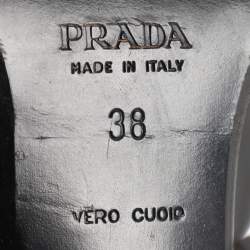 PRADA
MADE IN ITALY
38
VERO CUOIO